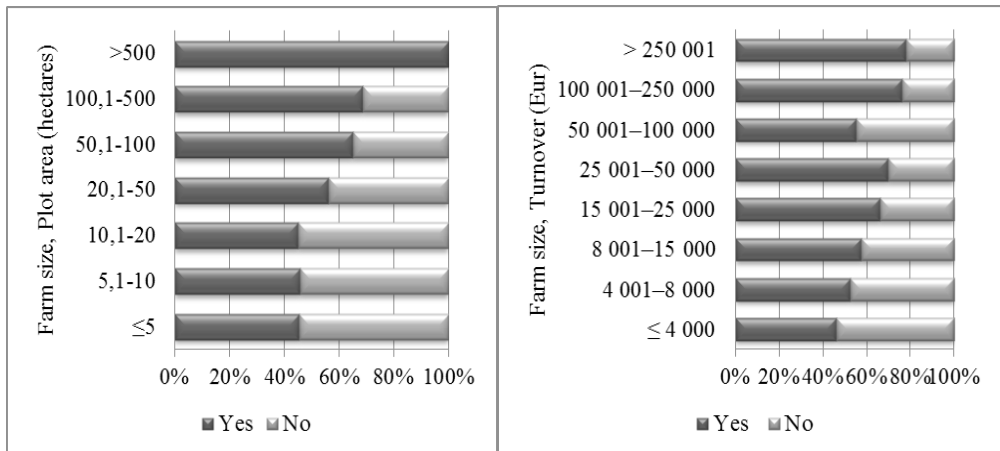 Farm size, Plot area (hectares)
>500
100,1-500
50,1-100
20,1-50
10,1-20
5,1-10
≤5
0% 20% 40% 60% 80% 100%
Yes No
Farm size, Turnover (Eur)
> 250 001
100 001–250 000
50 001–100 000
25 001–50 000
15 001–25 000
8 001–15 000
4 001–8 000
≤ 4 000
0% 20% 40% 60% 80% 100%
Yes No